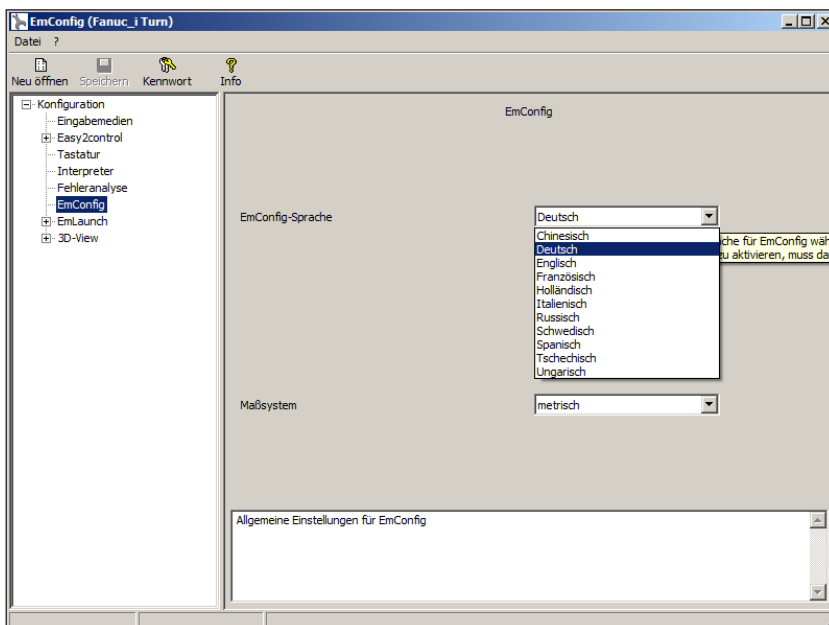 EmConfig (Fanuc_i Turn)
Datei ?
Neu öffnen Speichern Kennwort Info
Konfiguration
Eingabemedien
Easy2control
Tastatur
Interpreter
Fehleranalyse
EmConfig
EmLaunch
3D-View
EmConfig
EmConfig-Sprache
Deutsch
Chinesisch
Deutsch
Englisch
Französisch
Holländisch
Italienisch
Russisch
Schwedisch
Spanisch
Tschechisch
Ungarisch
che für EmConfig wäh
zu aktivieren, muss da
Maßsystem
metrisch
Allgemeine Einstellungen für EmConfig